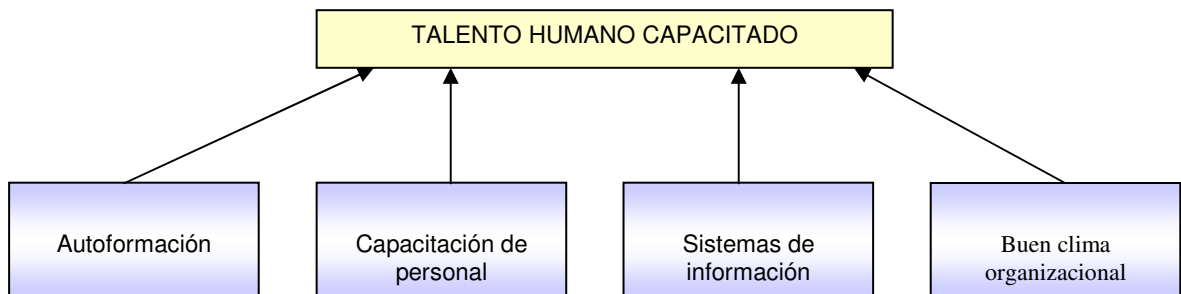 TALENTO HUMANO CAPACITADO
Autoformación
Capacitación de
personal
Sistemas de
información
Buen clima
organizacional